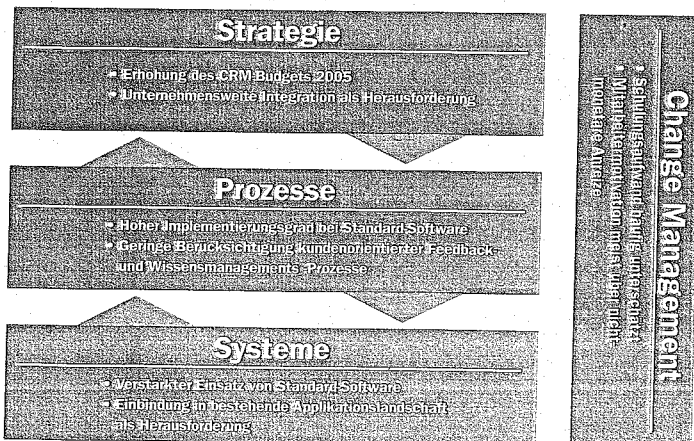 Strategie
• Erhöhung des CRM-Budgets 2005
• Unternehmensweite Integration als Herausforderung
Prozesse
• Hoher Implementierungsgrad bei Standard-Software
• Geringe Berücksichtigung kundenorientierter Feedback-
und Wissensmanagements-Prozesse
Systeme
• Verstärkter Einsatz von Standard-Software
• Einbindung in bestehende Applikationslandschaft
als Herausforderung
Change Management
• Schulungsaufwand häufig unterschätzt
• Mitarbeitermotivation meist über nicht-
monetäre Anreize